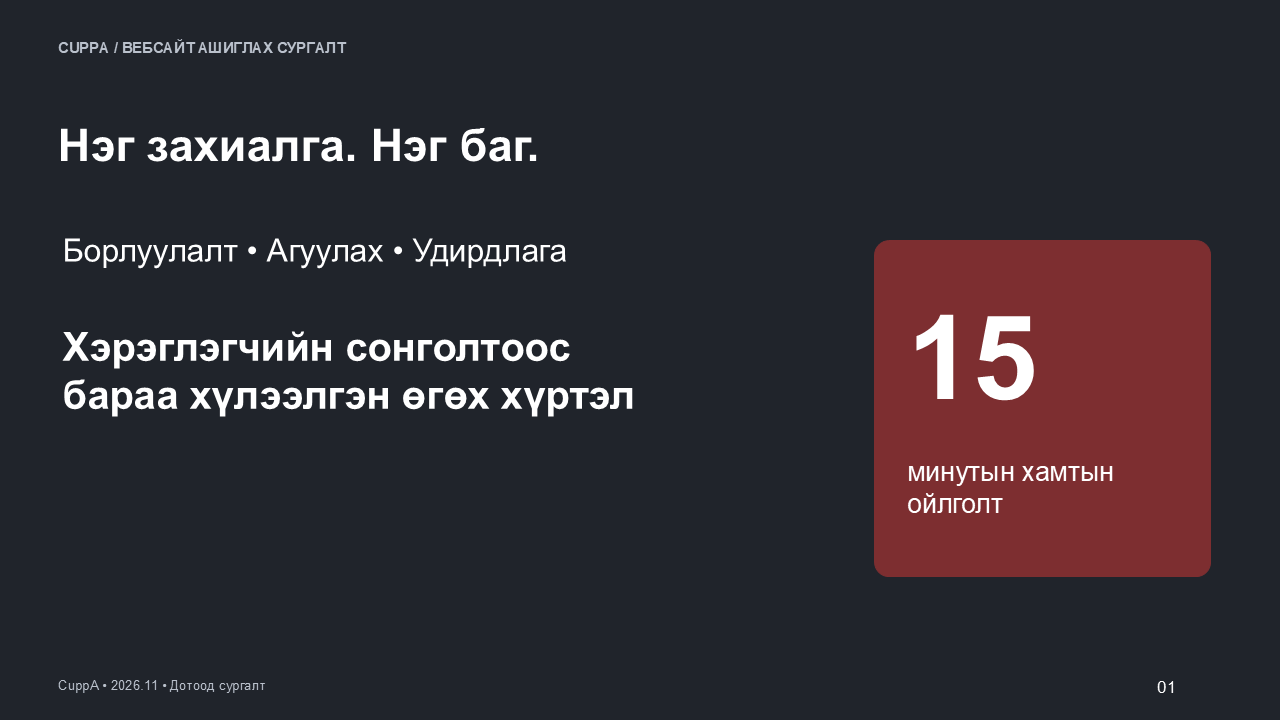 CUPPA / ВЕБСАЙТ АШИГЛАХ СУРГАЛТ
Нэг захиалга. Нэг баг.
Борлуулалт • Агуулах • Удирдлага
Хэрэглэгчийн сонголтоос
бараа хүлээлгэн өгөх хүртэл
15
минутын хамтын
ойлголт
CuppA • 2026.11 • Дотоод сургалт
01